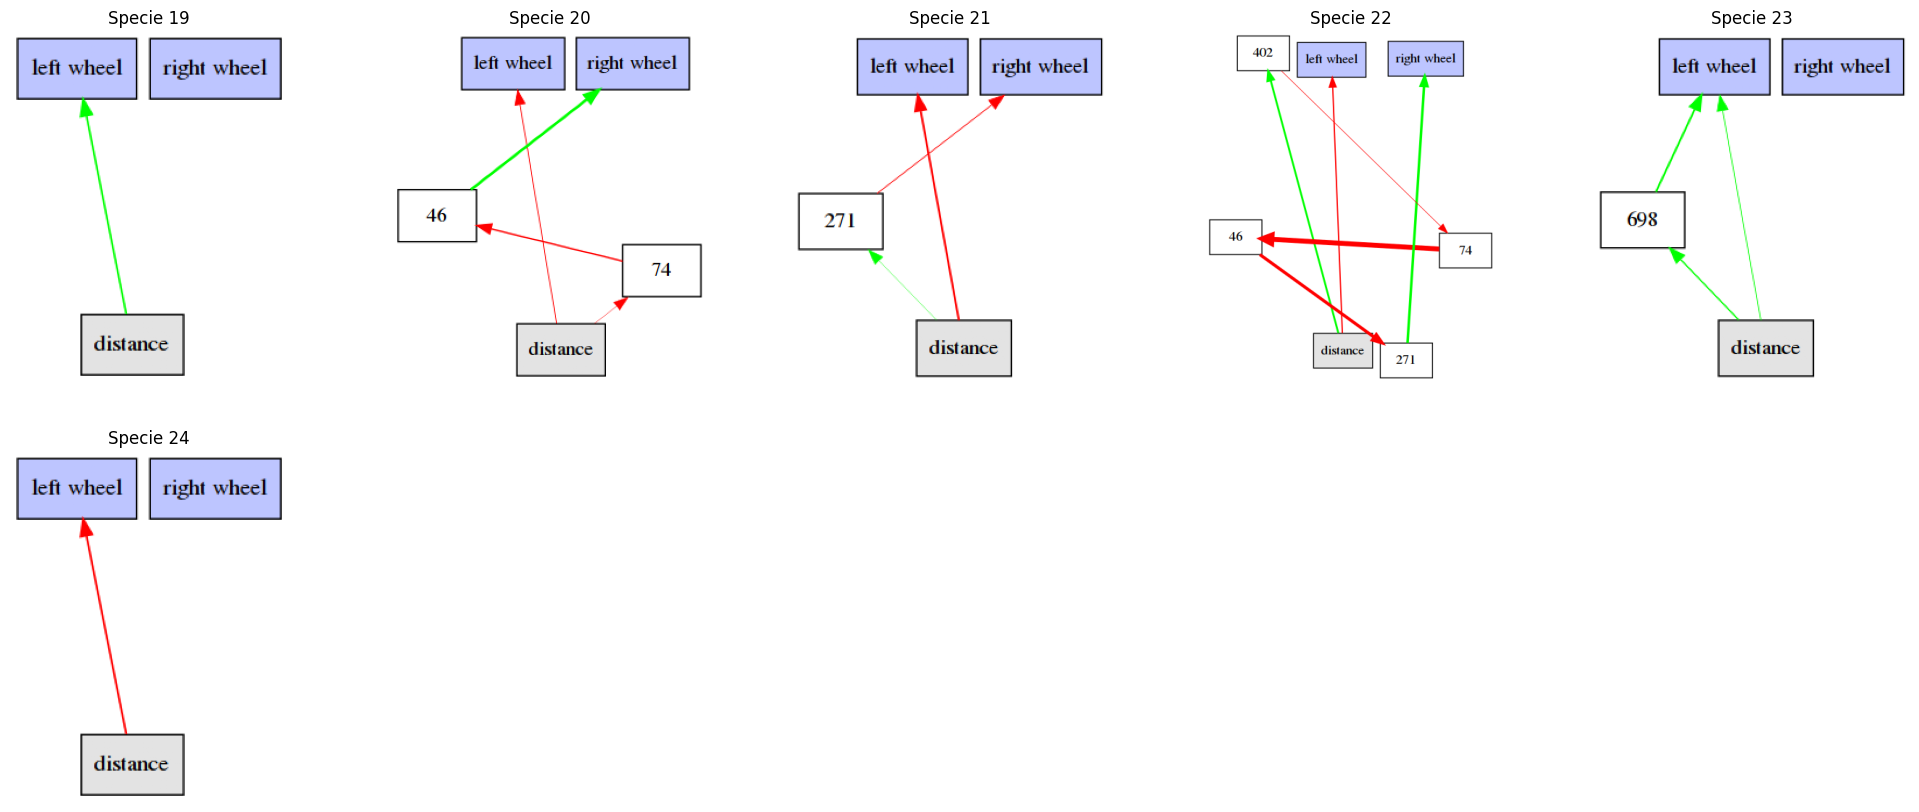 Specie 19
left wheel
right wheel
distance
Specie 20
left wheel
right wheel
46
74
distance
Specie 21
left wheel
right wheel
271
distance
Specie 22
402
left wheel
right wheel
46
74
distance
271
Specie 23
left wheel
right wheel
698
distance
Specie 24
left wheel
right wheel
distance